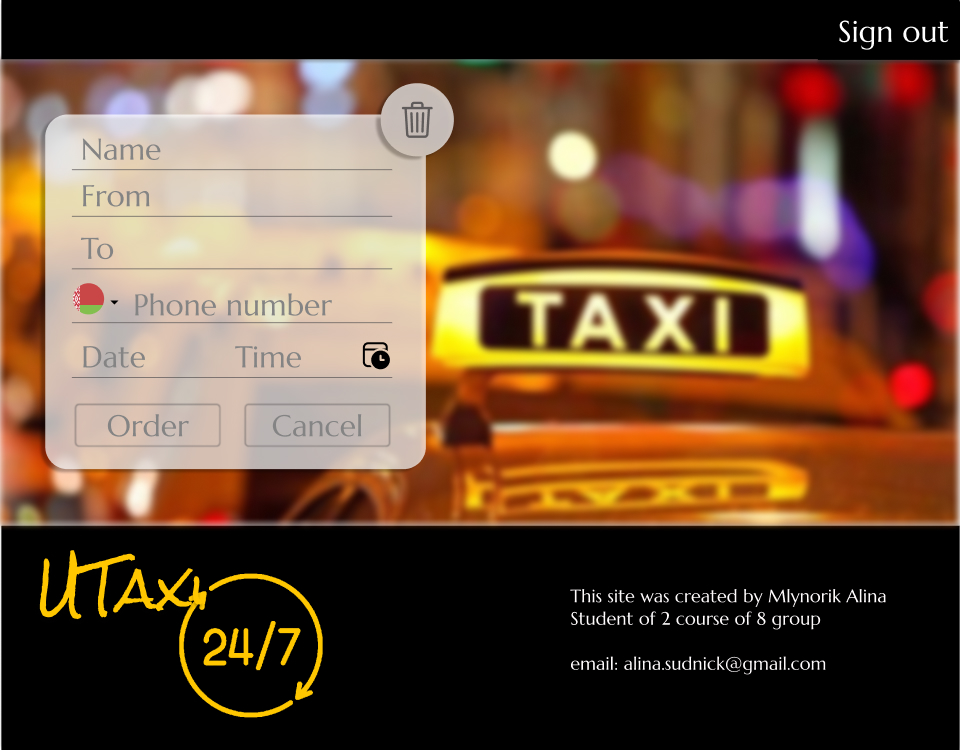 Sign out
Name
From
To
Phone number
Date Time
Order Cancel
TAXI
UTaxi
24/7
This site was created by Mlynorik Alina
Student of 2 course of 8 group
email: alina.sudnick@gmail.com